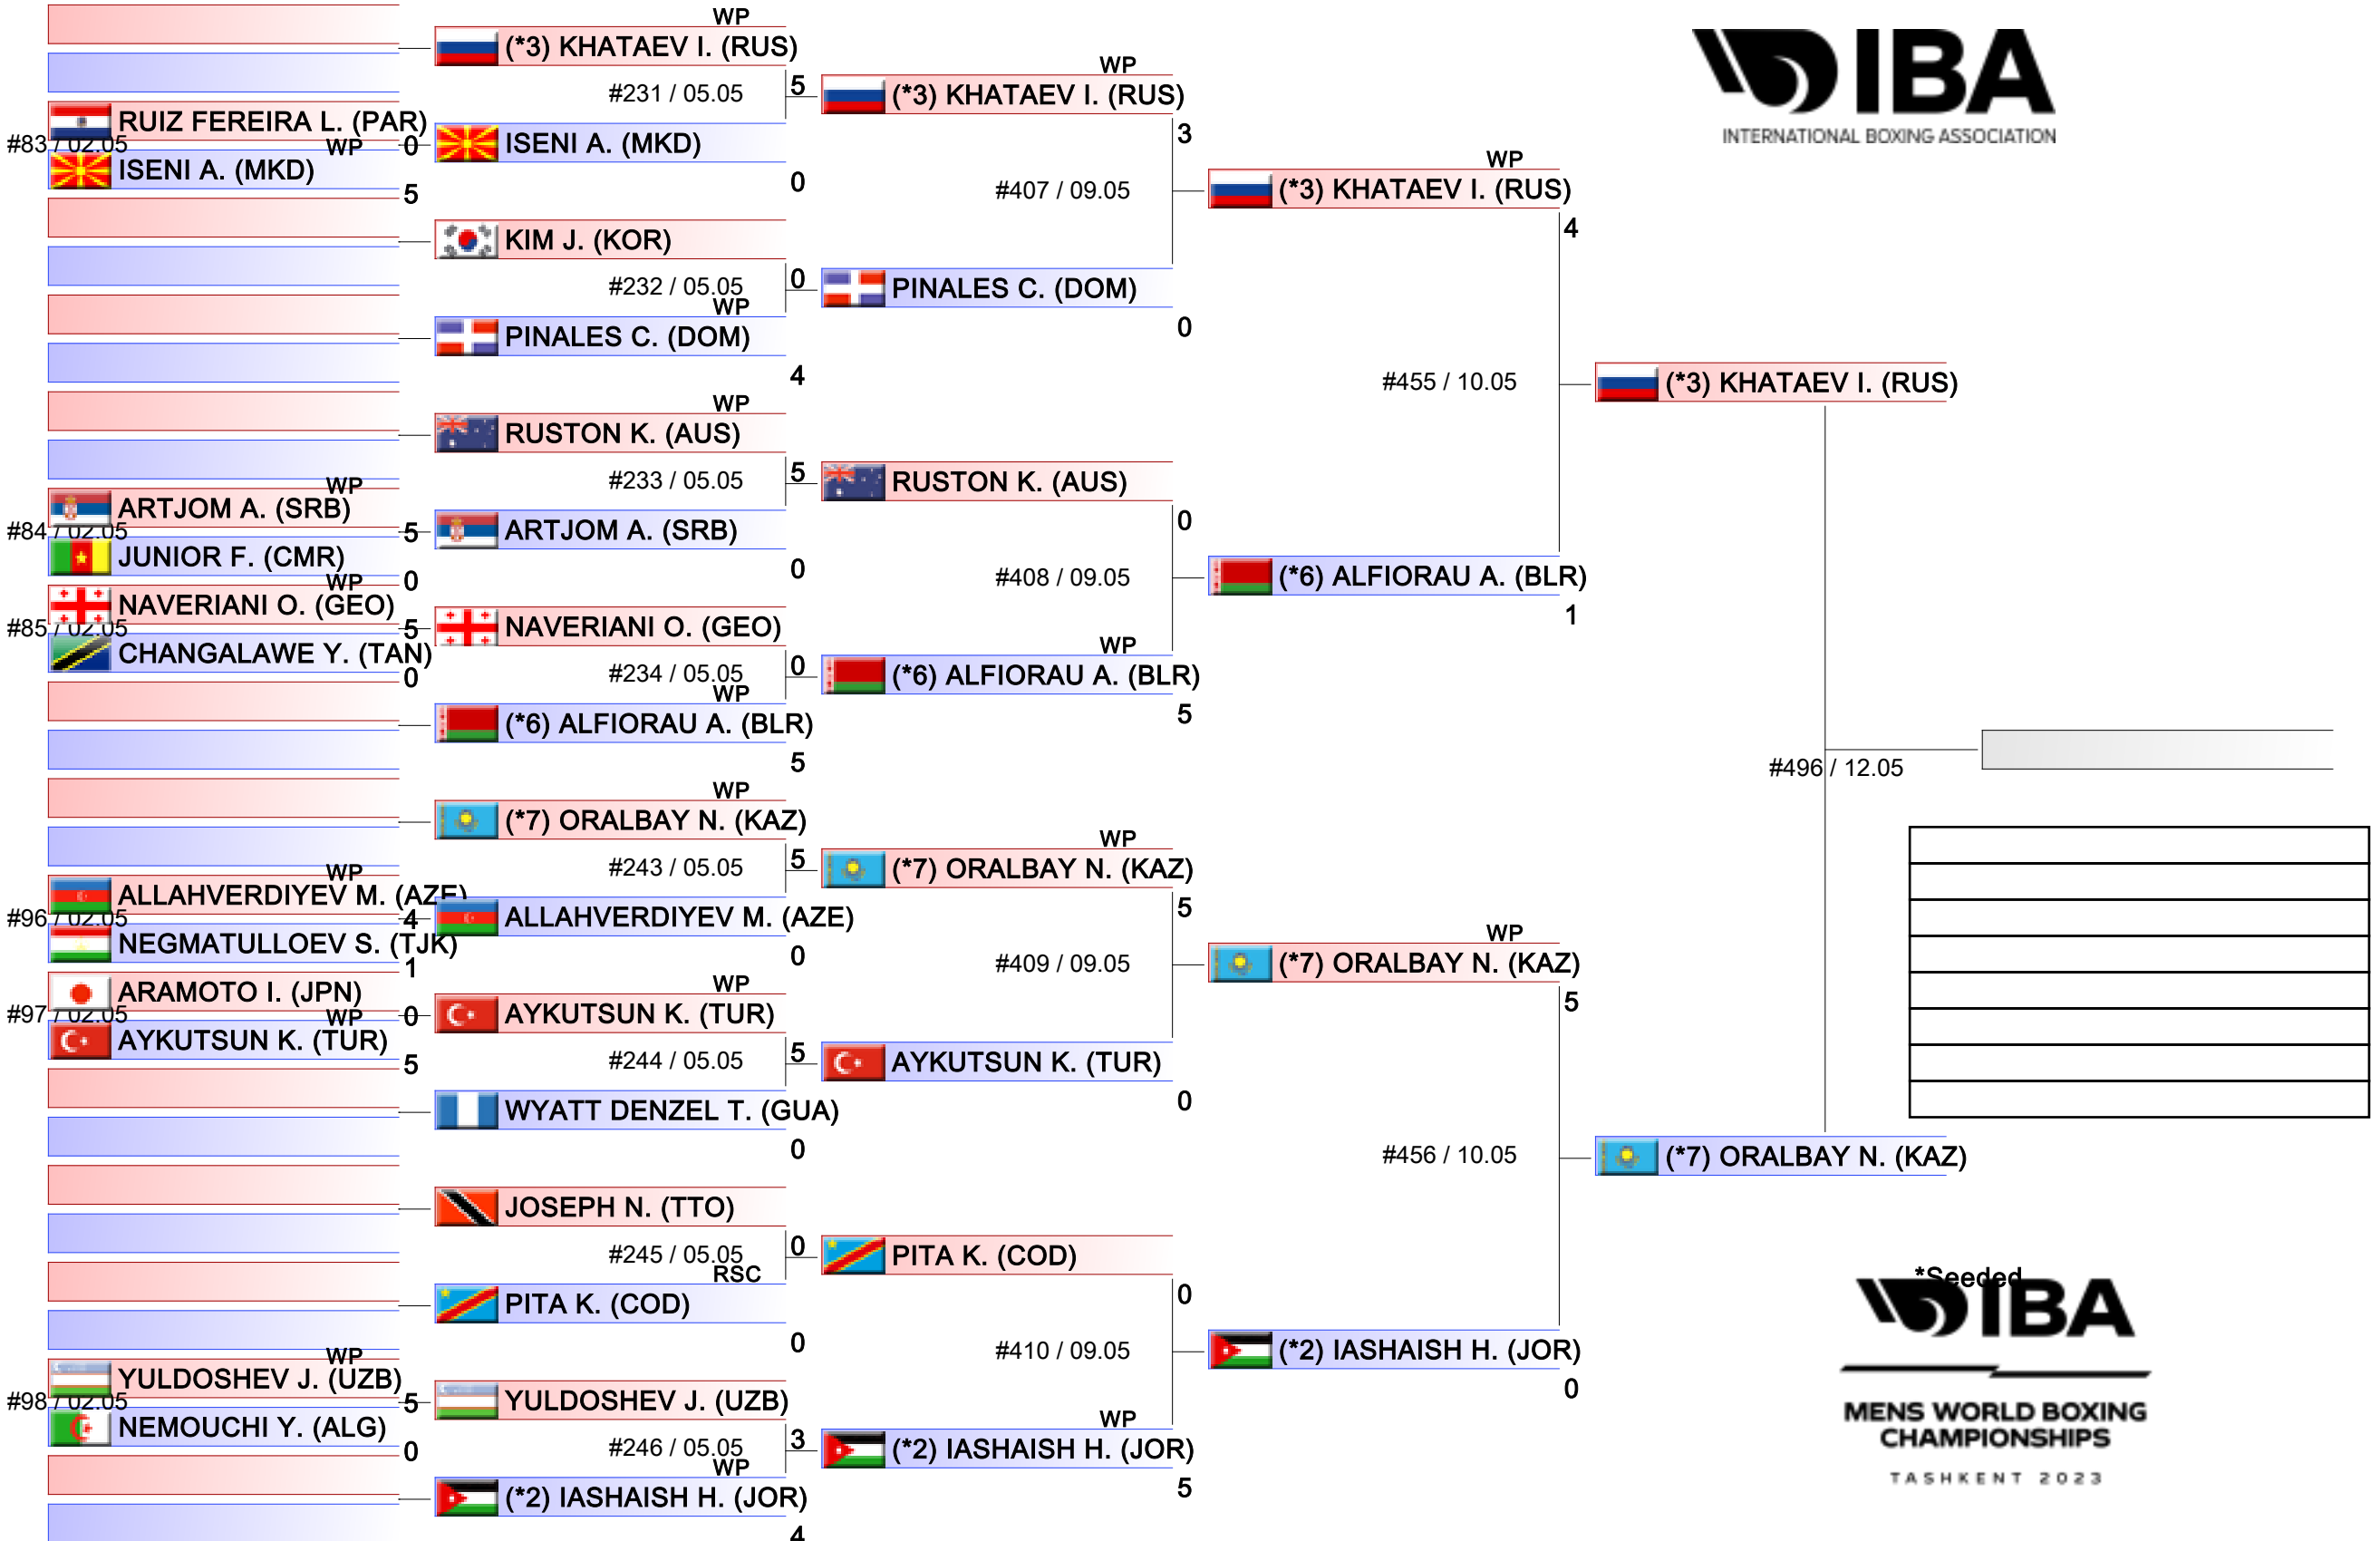 WP
(*3) KHATAEV I. (RUS)
#231 / 05.05
5
ISENI A. (MKD)
0
RUIZ FEREIRA L. (PAR)
#83 / 02.05
WP
0
ISENI A. (MKD)
5
KIM J. (KOR)
#232 / 05.05
0
WP
PINALES C. (DOM)
4
WP
RUSTON K. (AUS)
#233 / 05.05
5
ARTJOM A. (SRB)
0
WP
ARTJOM A. (SRB)
#84 / 02.05
5
JUNIOR F. (CMR)
0
WP
NAVERIANI O. (GEO)
#85 / 02.05
5
CHANGALAWE Y. (TAN)
0
NAVERIANI O. (GEO)
#234 / 05.05
0
WP
(*6) ALFIORAU A. (BLR)
5
WP
(*7) ORALBAY N. (KAZ)
#243 / 05.05
5
ALLAHVERDIYEV M. (AZE)
0
WP
ALLAHVERDIYEV M. (AZE)
#96 / 02.05
4
NEGMATULLOEV S. (TJK)
1
ARAMOTO I. (JPN)
#97 / 02.05
WP
0
AYKUTSUN K. (TUR)
5
WP
AYKUTSUN K. (TUR)
#244 / 05.05
5
WYATT DENZEL T. (GUA)
0
JOSEPH N. (TTO)
#245 / 05.05
0
RSC
PITA K. (COD)
0
WP
YULDOSHEV J. (UZB)
#98 / 02.05
5
NEMOUCHI Y. (ALG)
0
YULDOSHEV J. (UZB)
#246 / 05.05
3
WP
(*2) IASHAISH H. (JOR)
4
WP
(*3) KHATAEV I. (RUS)
3
#407 / 09.05
PINALES C. (DOM)
0
RUSTON K. (AUS)
0
#408 / 09.05
WP
(*6) ALFIORAU A. (BLR)
5
WP
(*7) ORALBAY N. (KAZ)
5
#409 / 09.05
AYKUTSUN K. (TUR)
0
PITA K. (COD)
0
#410 / 09.05
WP
(*2) IASHAISH H. (JOR)
5
WP
(*3) KHATAEV I. (RUS)
4
#455 / 10.05
(*6) ALFIORAU A. (BLR)
1
WP
(*7) ORALBAY N. (KAZ)
5
#456 / 10.05
(*2) IASHAISH H. (JOR)
0
(*3) KHATAEV I. (RUS)
#496 / 12.05
(*7) ORALBAY N. (KAZ)
IBA
INTERNATIONAL BOXING ASSOCIATION
*Seeded
IBA
MENS WORLD BOXING
CHAMPIONSHIPS
TASHKENT 2023